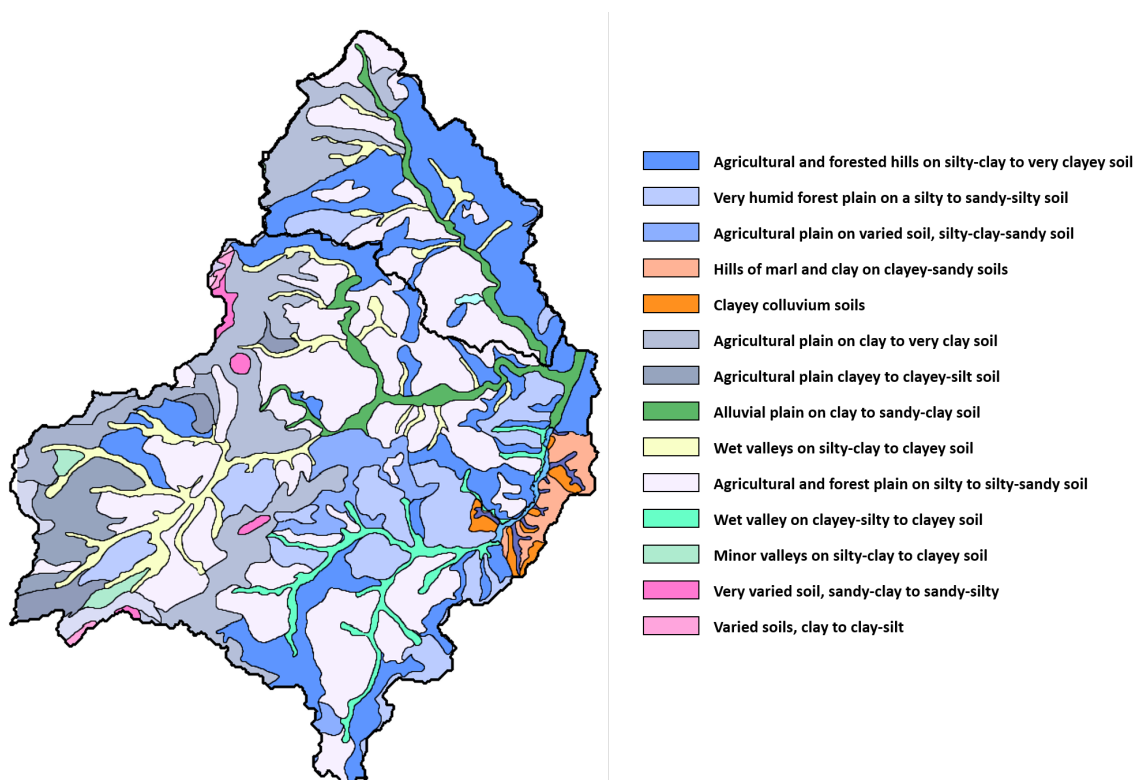 Agricultural and forested hills on silty-clay to very clayey soil
Very humid forest plain on a silty to sandy-silty soil
Agricultural plain on varied soil, silty-clay-sandy soil
Hills of marl and clay on clayey-sandy soils
Clayey colluvium soils
Agricultural plain on clay to very clay soil
Agricultural plain clayey to clayey-silt soil
Alluvial plain on clay to sandy-clay soil
Wet valleys on silty-clay to clayey soil
Agricultural and forest plain on silty to silty-sandy soil
Wet valley on clayey-silty to clayey soil
Minor valleys on silty-clay to clayey soil
Very varied soil, sandy-clay to sandy-silty
Varied soils, clay to clay-silt